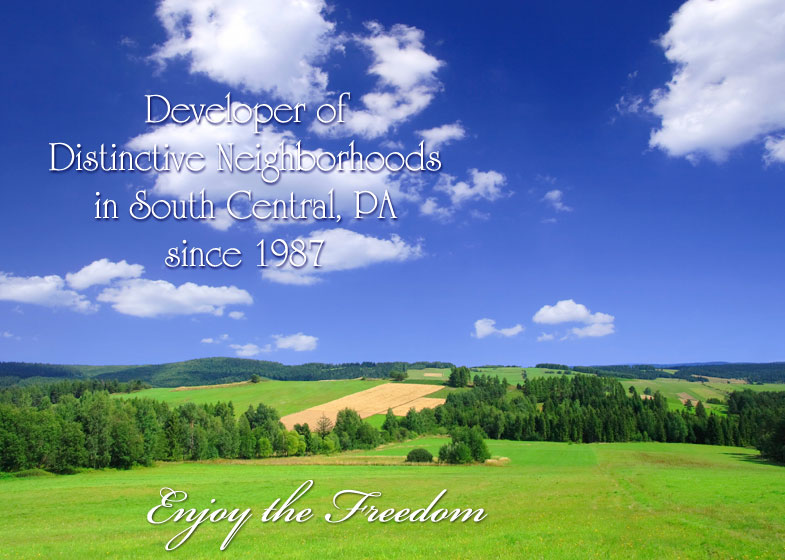 Developer of
Distinctive Neighborhoods
in South Central, PA
since 1987
Enjoy the Freedom